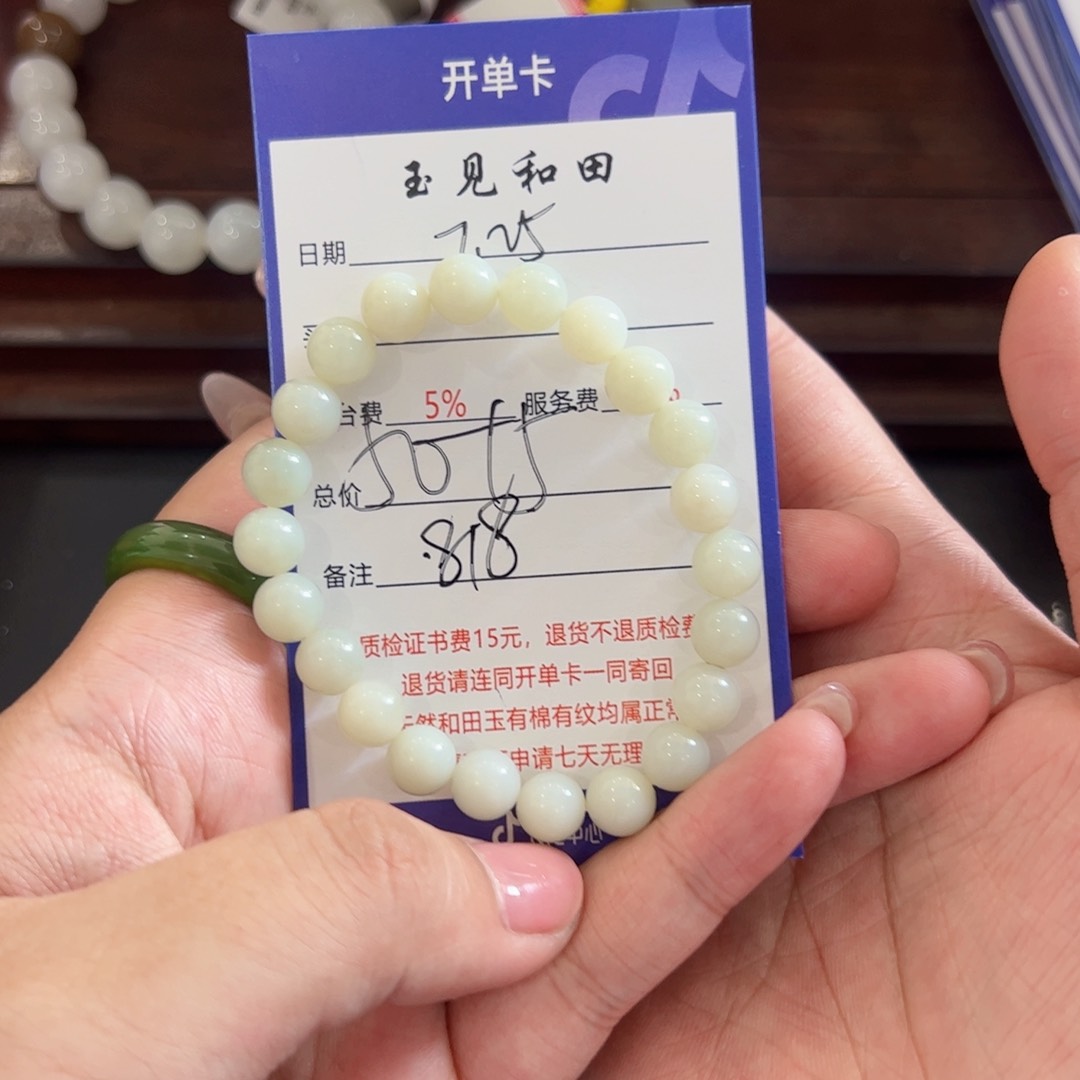 开单卡
玉见和田
日期 7.25
台费 5% 服务费
总价
备注 .818
质检证书费15元，退货不退质检费
退货请连同开单卡一同寄回
然和田玉有棉有纹均属正常
申请七天无理
中心